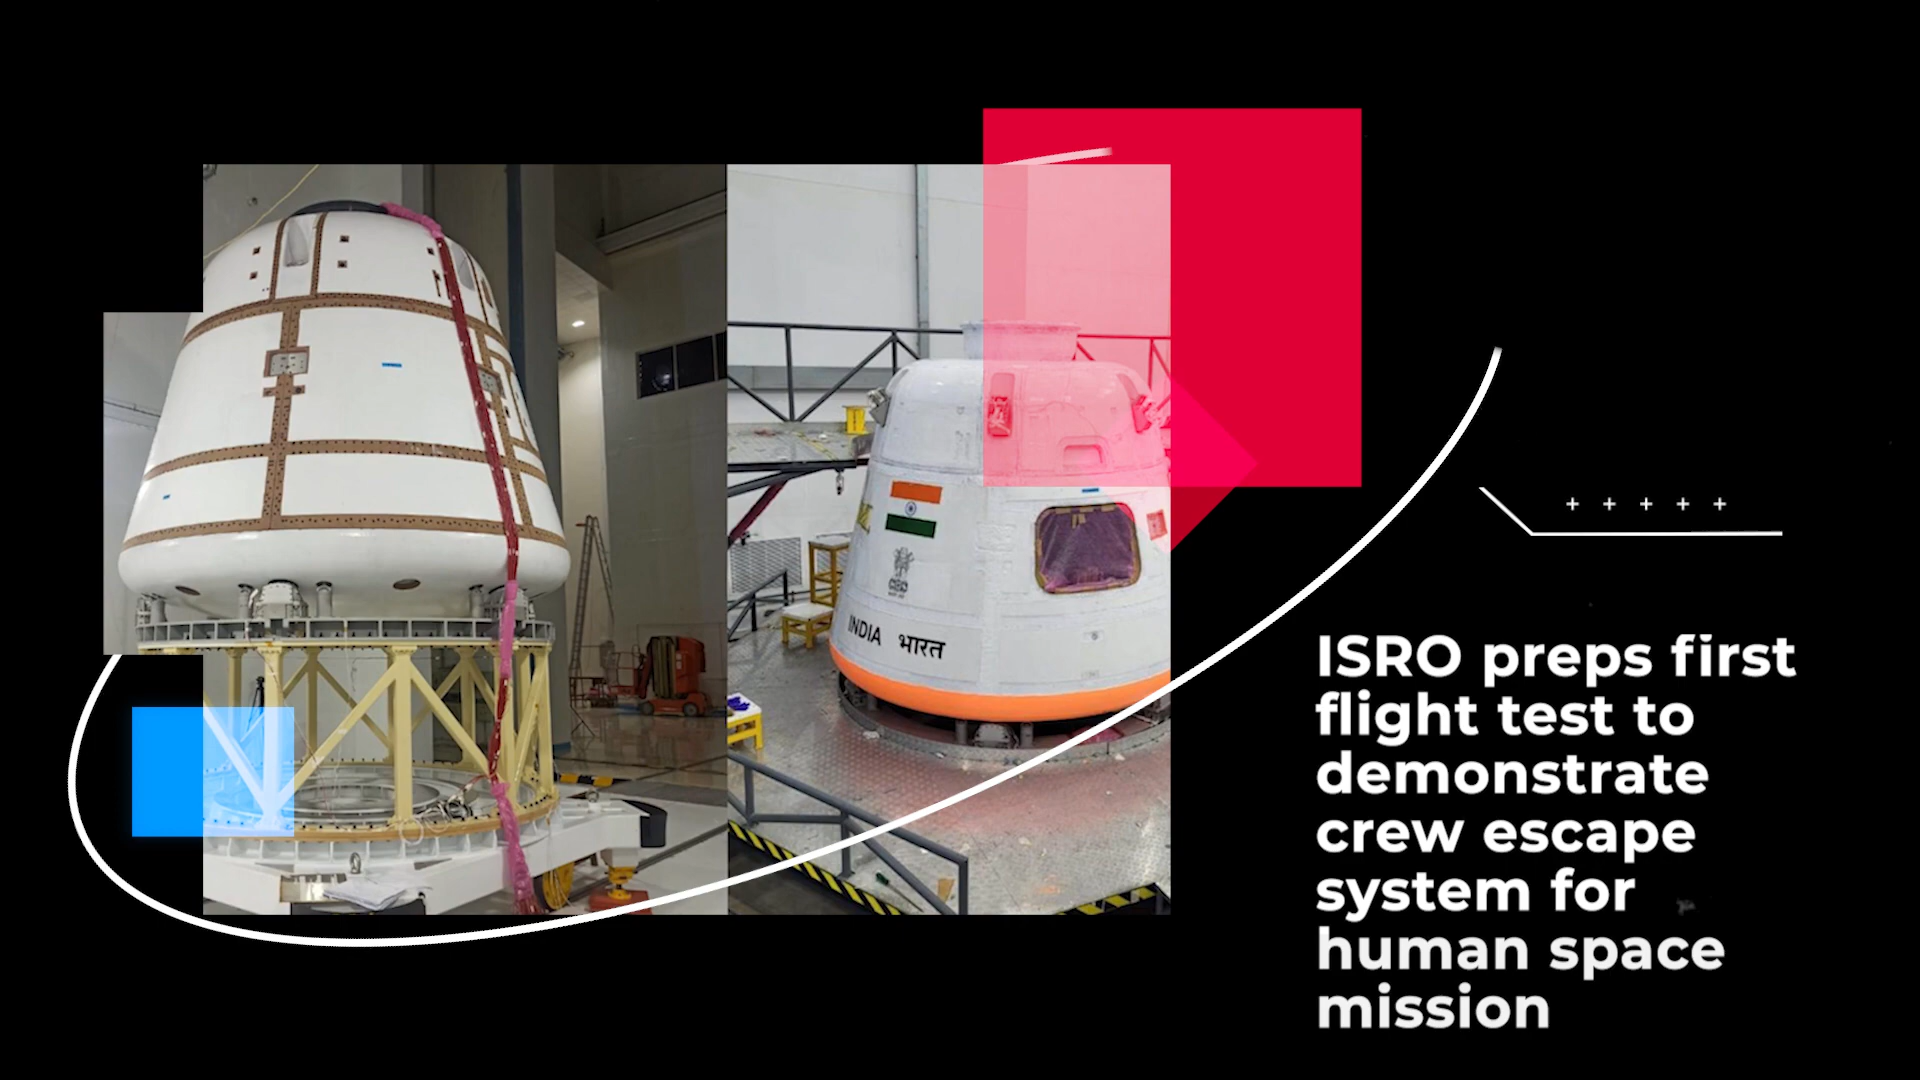 INDIA भारत
ISRO preps first
flight test to
demonstrate
crew escape
system for
human space
mission